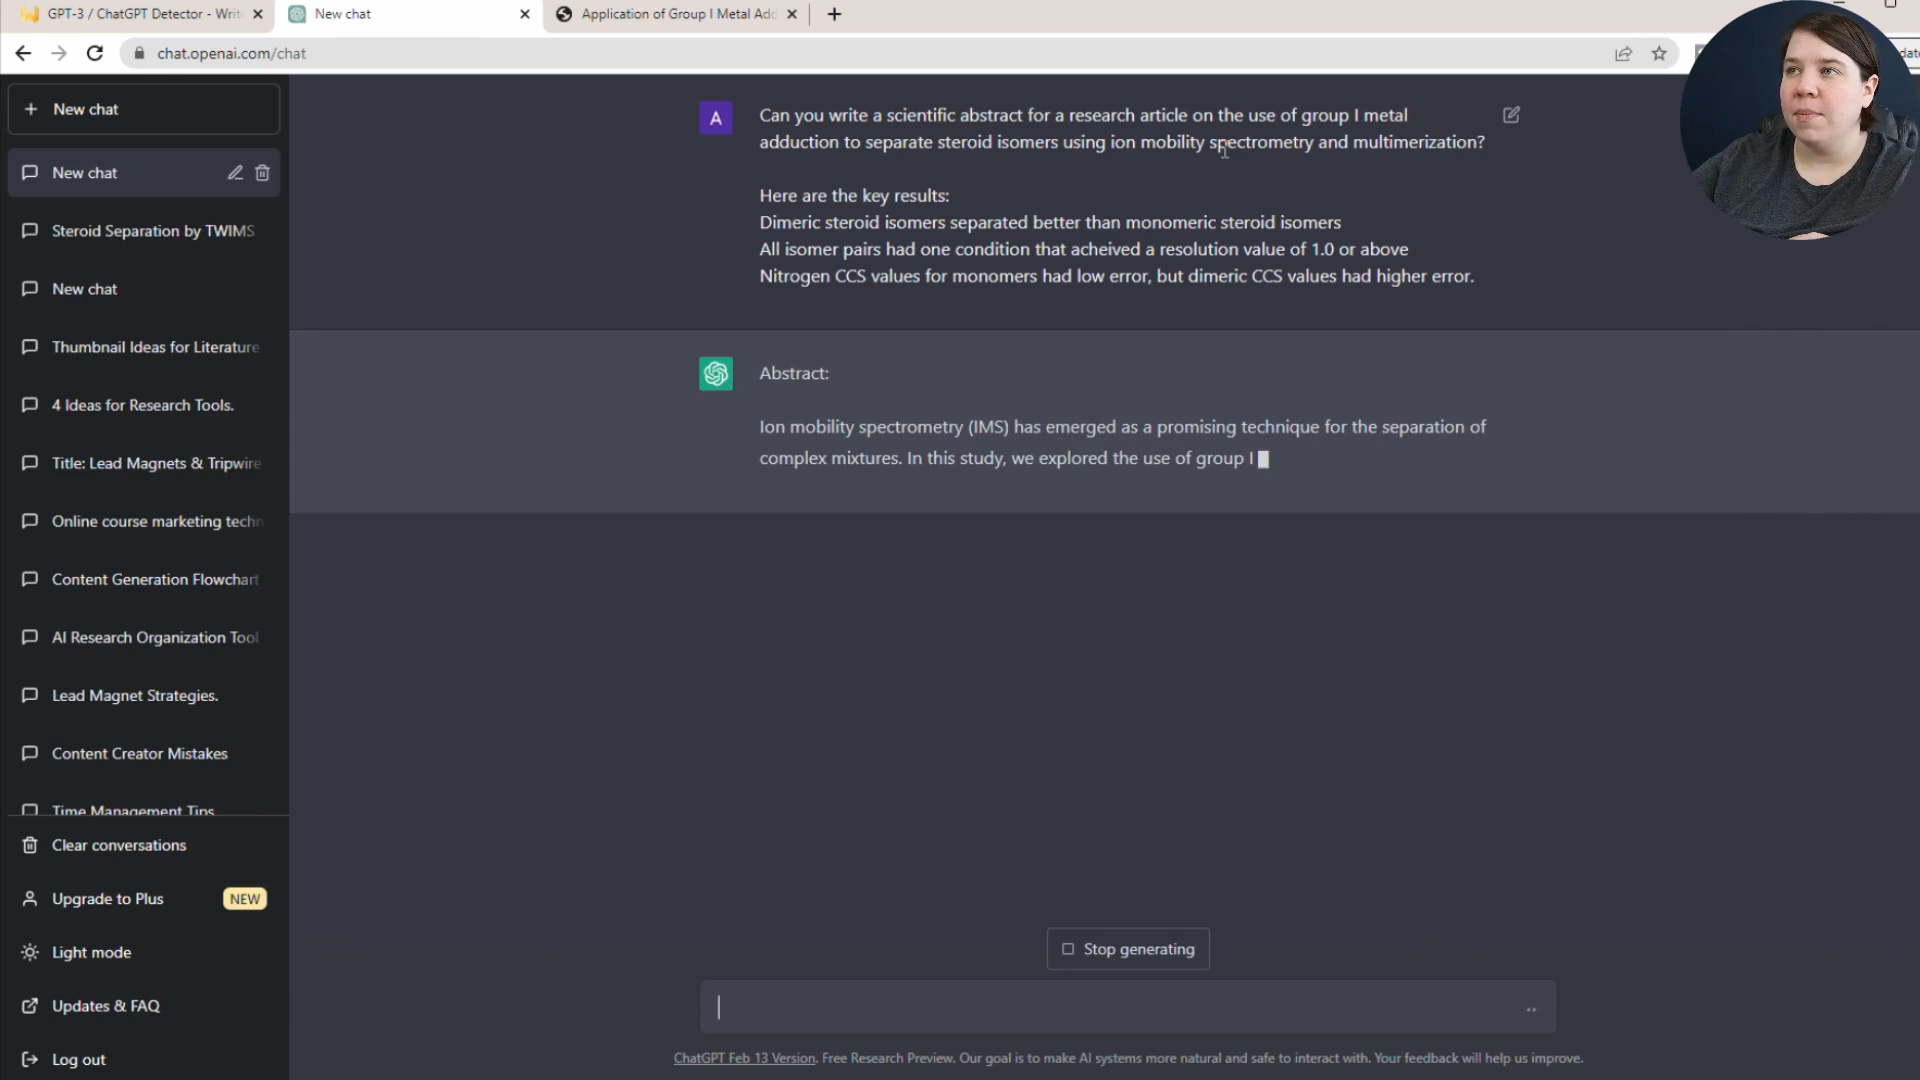 GPT-3 / ChatGPT Detector - Writ
New chat
Application of Group I Metal Add
chat.openai.com/chat
New chat
New chat
Steroid Separation by TWIMS
New chat
Thumbnail Ideas for Literature
4 Ideas for Research Tools.
Title: Lead Magnets & Tripwire
Online course marketing techn
Content Generation Flowchart
AI Research Organization Tool
Lead Magnet Strategies.
Content Creator Mistakes
Time Management Tips
Clear conversations
Upgrade to Plus NEW
Light mode
Updates & FAQ
Log out
A
Can you write a scientific abstract for a research article on the use of group I metal
adduction to separate steroid isomers using ion mobility spectrometry and multimerization?
Here are the key results:
Dimeric steroid isomers separated better than monomeric steroid isomers
All isomer pairs had one condition that acheived a resolution value of 1.0 or above
Nitrogen CCS values for monomers had low error, but dimeric CCS values had higher error.
Abstract:
Ion mobility spectrometry (IMS) has emerged as a promising technique for the separation of
complex mixtures. In this study, we explored the use of group I
Stop generating
ChatGPT Feb 13 Version. Free Research Preview. Our goal is to make AI systems more natural and safe to interact with. Your feedback will help us improve.